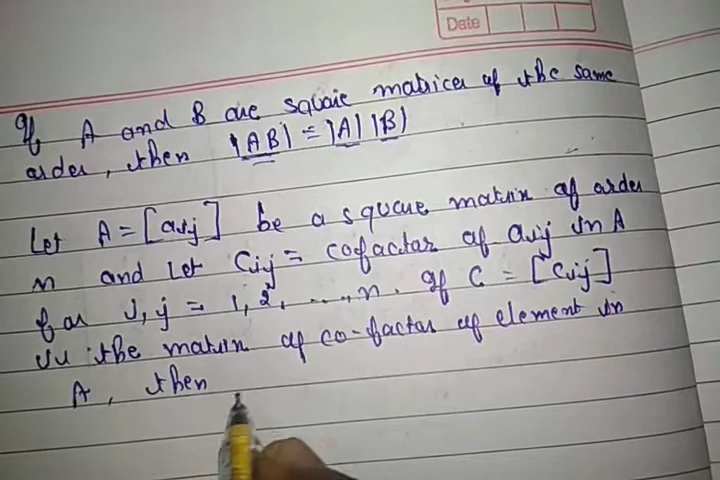 Date
If A and B are square matrices of the same
order, then |AB| = |A| |B|
Let A = [aij] be a square matrix of order
n and let Cij = cofactor of aij in A
for i, j = 1, 2, ..., n. If C = [Cij]
is the matrix of co-factor of element in
A, then